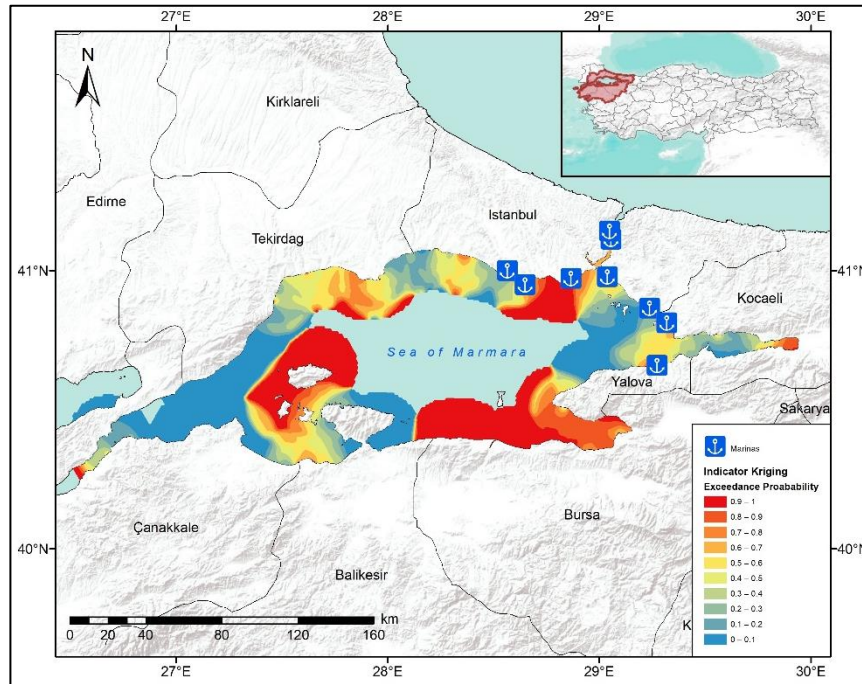 27°E 28°E 29°E 30°E
N
Kirklareli
Edirne
Istanbul
Tekirdag
41°N 41°N
Kocaeli
Sea of Marmara
Yalova
Sakarya
Marinas
Indicator Kriging
Exceedance Proabability
0.9 – 1
0.8 – 0.9
0.7 – 0.8
0.6 – 0.7
0.5 – 0.6
0.4 – 0.5
0.3 – 0.4
0.2 – 0.3
0.1 – 0.2
0 – 0.1
Çanakkale
Bursa
40°N 40°N
Balikesir
km
0 20 40 80 120 160
K
27°E 28°E 29°E 30°E